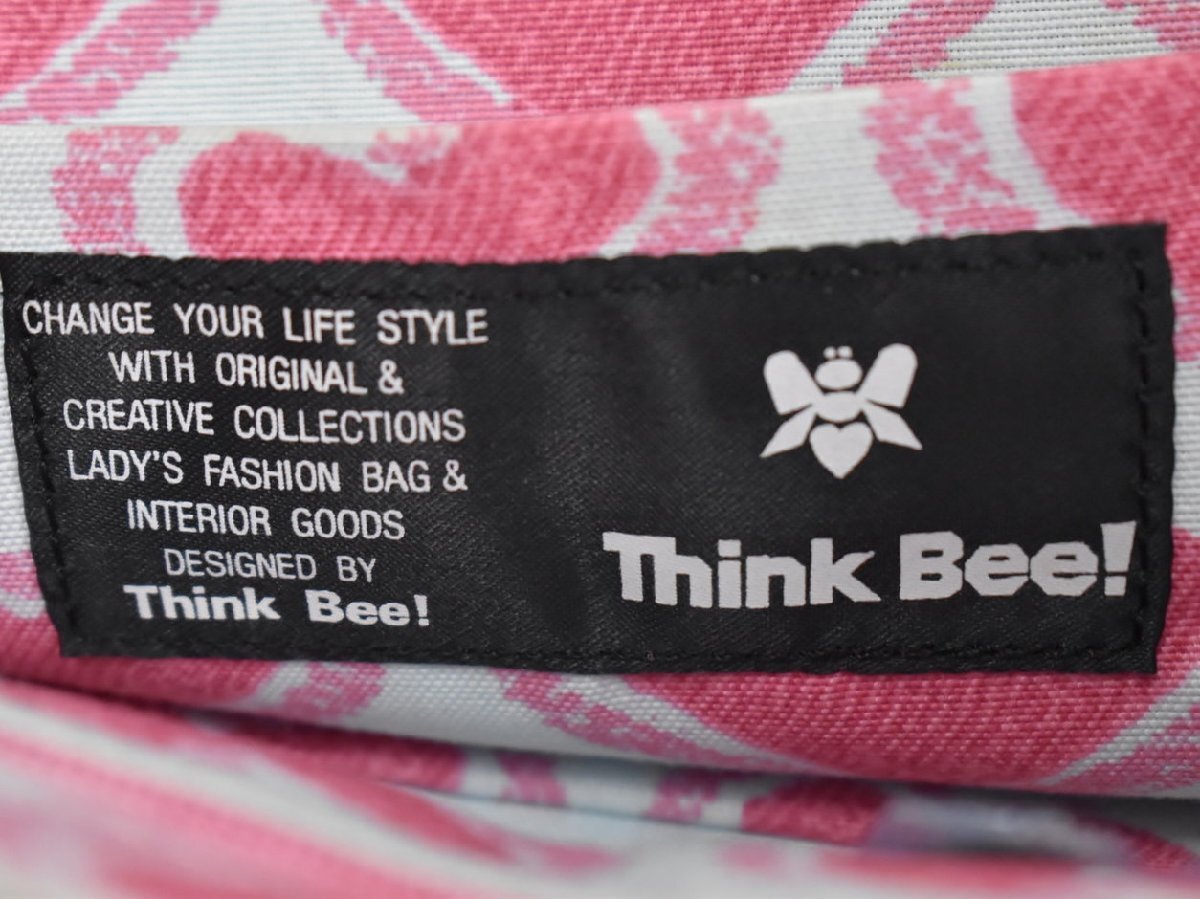 CHANGE YOUR LIFE STYLE
WITH ORIGINAL &
CREATIVE COLLECTIONS
LADY'S FASHION BAG &
INTERIOR GOODS
DESIGNED BY
Think Bee!
Think Bee!